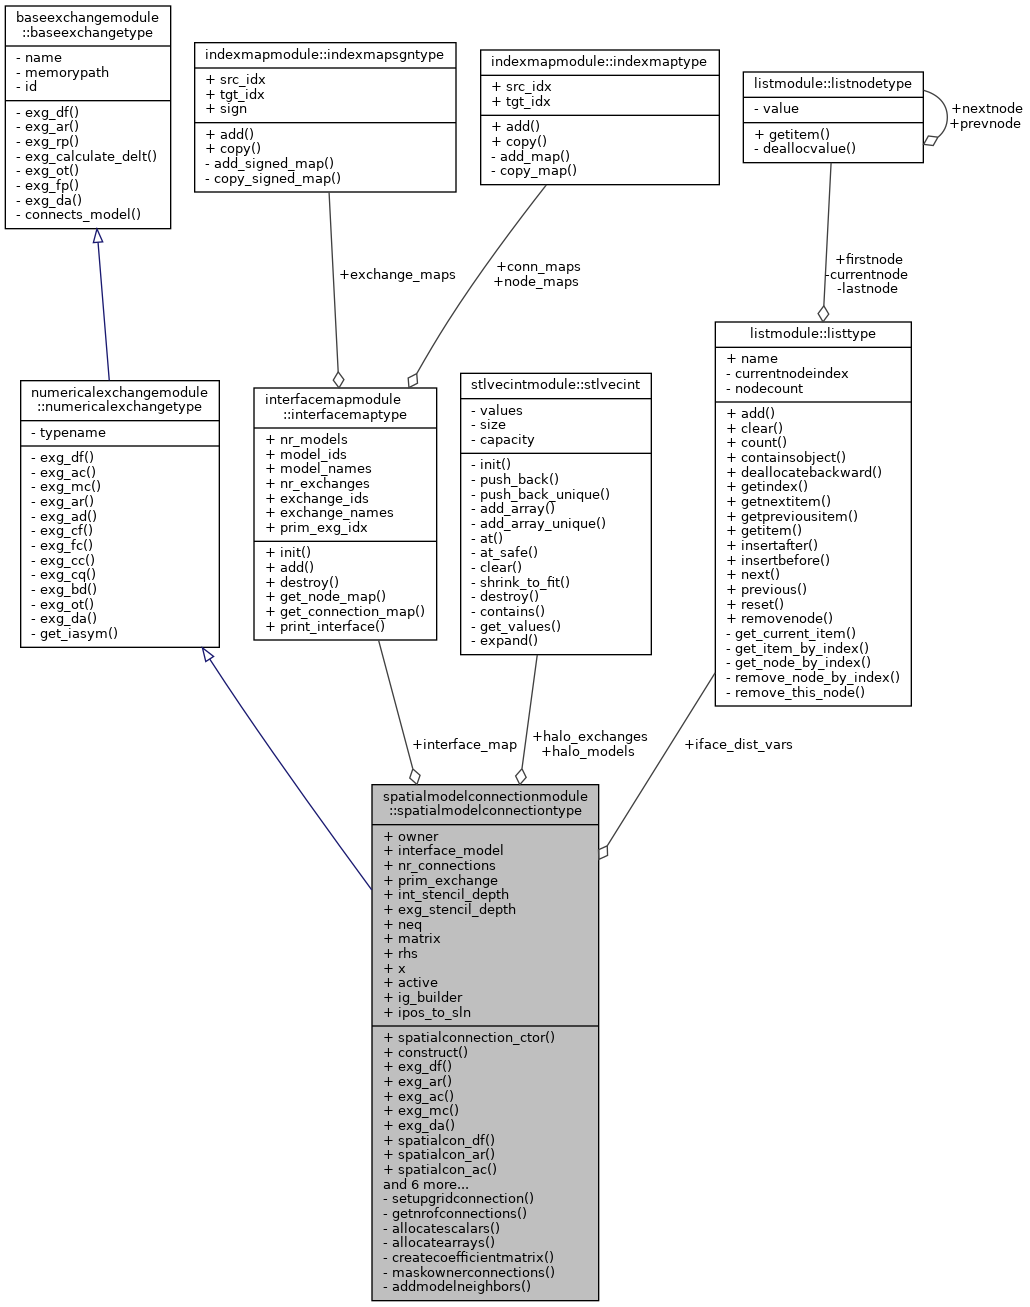 baseexchangemodule
::baseexchangetype
- name
- memorypath
- id
- exg_df()
- exg_ar()
- exg_rp()
- exg_calculate_delt()
- exg_ot()
- exg_fp()
- exg_da()
- connects_model()
indexmapmodule::indexmapsgntype
+ src_idx
+ tgt_idx
+ sign
+ add()
+ copy()
- add_signed_map()
- copy_signed_map()
indexmapmodule::indexmaptype
+ src_idx
+ tgt_idx
+ add()
+ copy()
- add_map()
- copy_map()
listmodule::listnodetype
- value
+ getitem()
- deallocvalue()
+nextnode
+prevnode
+exchange_maps
+conn_maps
+node_maps
+firstnode
-currentnode
-lastnode
numericalexchangemodule
::numericalexchangetype
- typename
- exg_df()
- exg_ac()
- exg_mc()
- exg_ar()
- exg_ad()
- exg_cf()
- exg_fc()
- exg_cc()
- exg_cq()
- exg_bd()
- exg_ot()
- exg_da()
- get_iasym()
interfacemapmodule
::interfacemaptype
+ nr_models
+ model_ids
+ model_names
+ nr_exchanges
+ exchange_ids
+ exchange_names
+ prim_exg_idx
+ init()
+ add()
+ destroy()
+ get_node_map()
+ get_connection_map()
+ print_interface()
stlvecintmodule::stlvecint
- values
- size
- capacity
- init()
- push_back()
- push_back_unique()
- add_array()
- add_array_unique()
- at()
- at_safe()
- clear()
- shrink_to_fit()
- destroy()
- contains()
- get_values()
- expand()
listmodule::listtype
+ name
- currentnodeindex
- nodecount
+ add()
+ clear()
+ count()
+ containsobject()
+ deallocatebackward()
+ getindex()
+ getnextitem()
+ getpreviousitem()
+ getitem()
+ insertafter()
+ insertbefore()
+ next()
+ previous()
+ reset()
+ removenode()
- get_current_item()
- get_item_by_index()
- get_node_by_index()
- remove_node_by_index()
- remove_this_node()
+interface_map
+halo_exchanges
+halo_models
+iface_dist_vars
spatialmodelconnectionmodule
::spatialmodelconnectiontype
+ owner
+ interface_model
+ nr_connections
+ prim_exchange
+ int_stencil_depth
+ exg_stencil_depth
+ neq
+ matrix
+ rhs
+ x
+ active
+ ig_builder
+ ipos_to_sln
+ spatialconnection_ctor()
+ construct()
+ exg_df()
+ exg_ar()
+ exg_ac()
+ exg_mc()
+ exg_da()
+ spatialcon_df()
+ spatialcon_ar()
+ spatialcon_ac()
and 6 more...
- setupgridconnection()
- getnrofconnections()
- allocatescalars()
- allocatearrays()
- createcoefficientmatrix()
- maskownerconnections()
- addmodelneighbors()